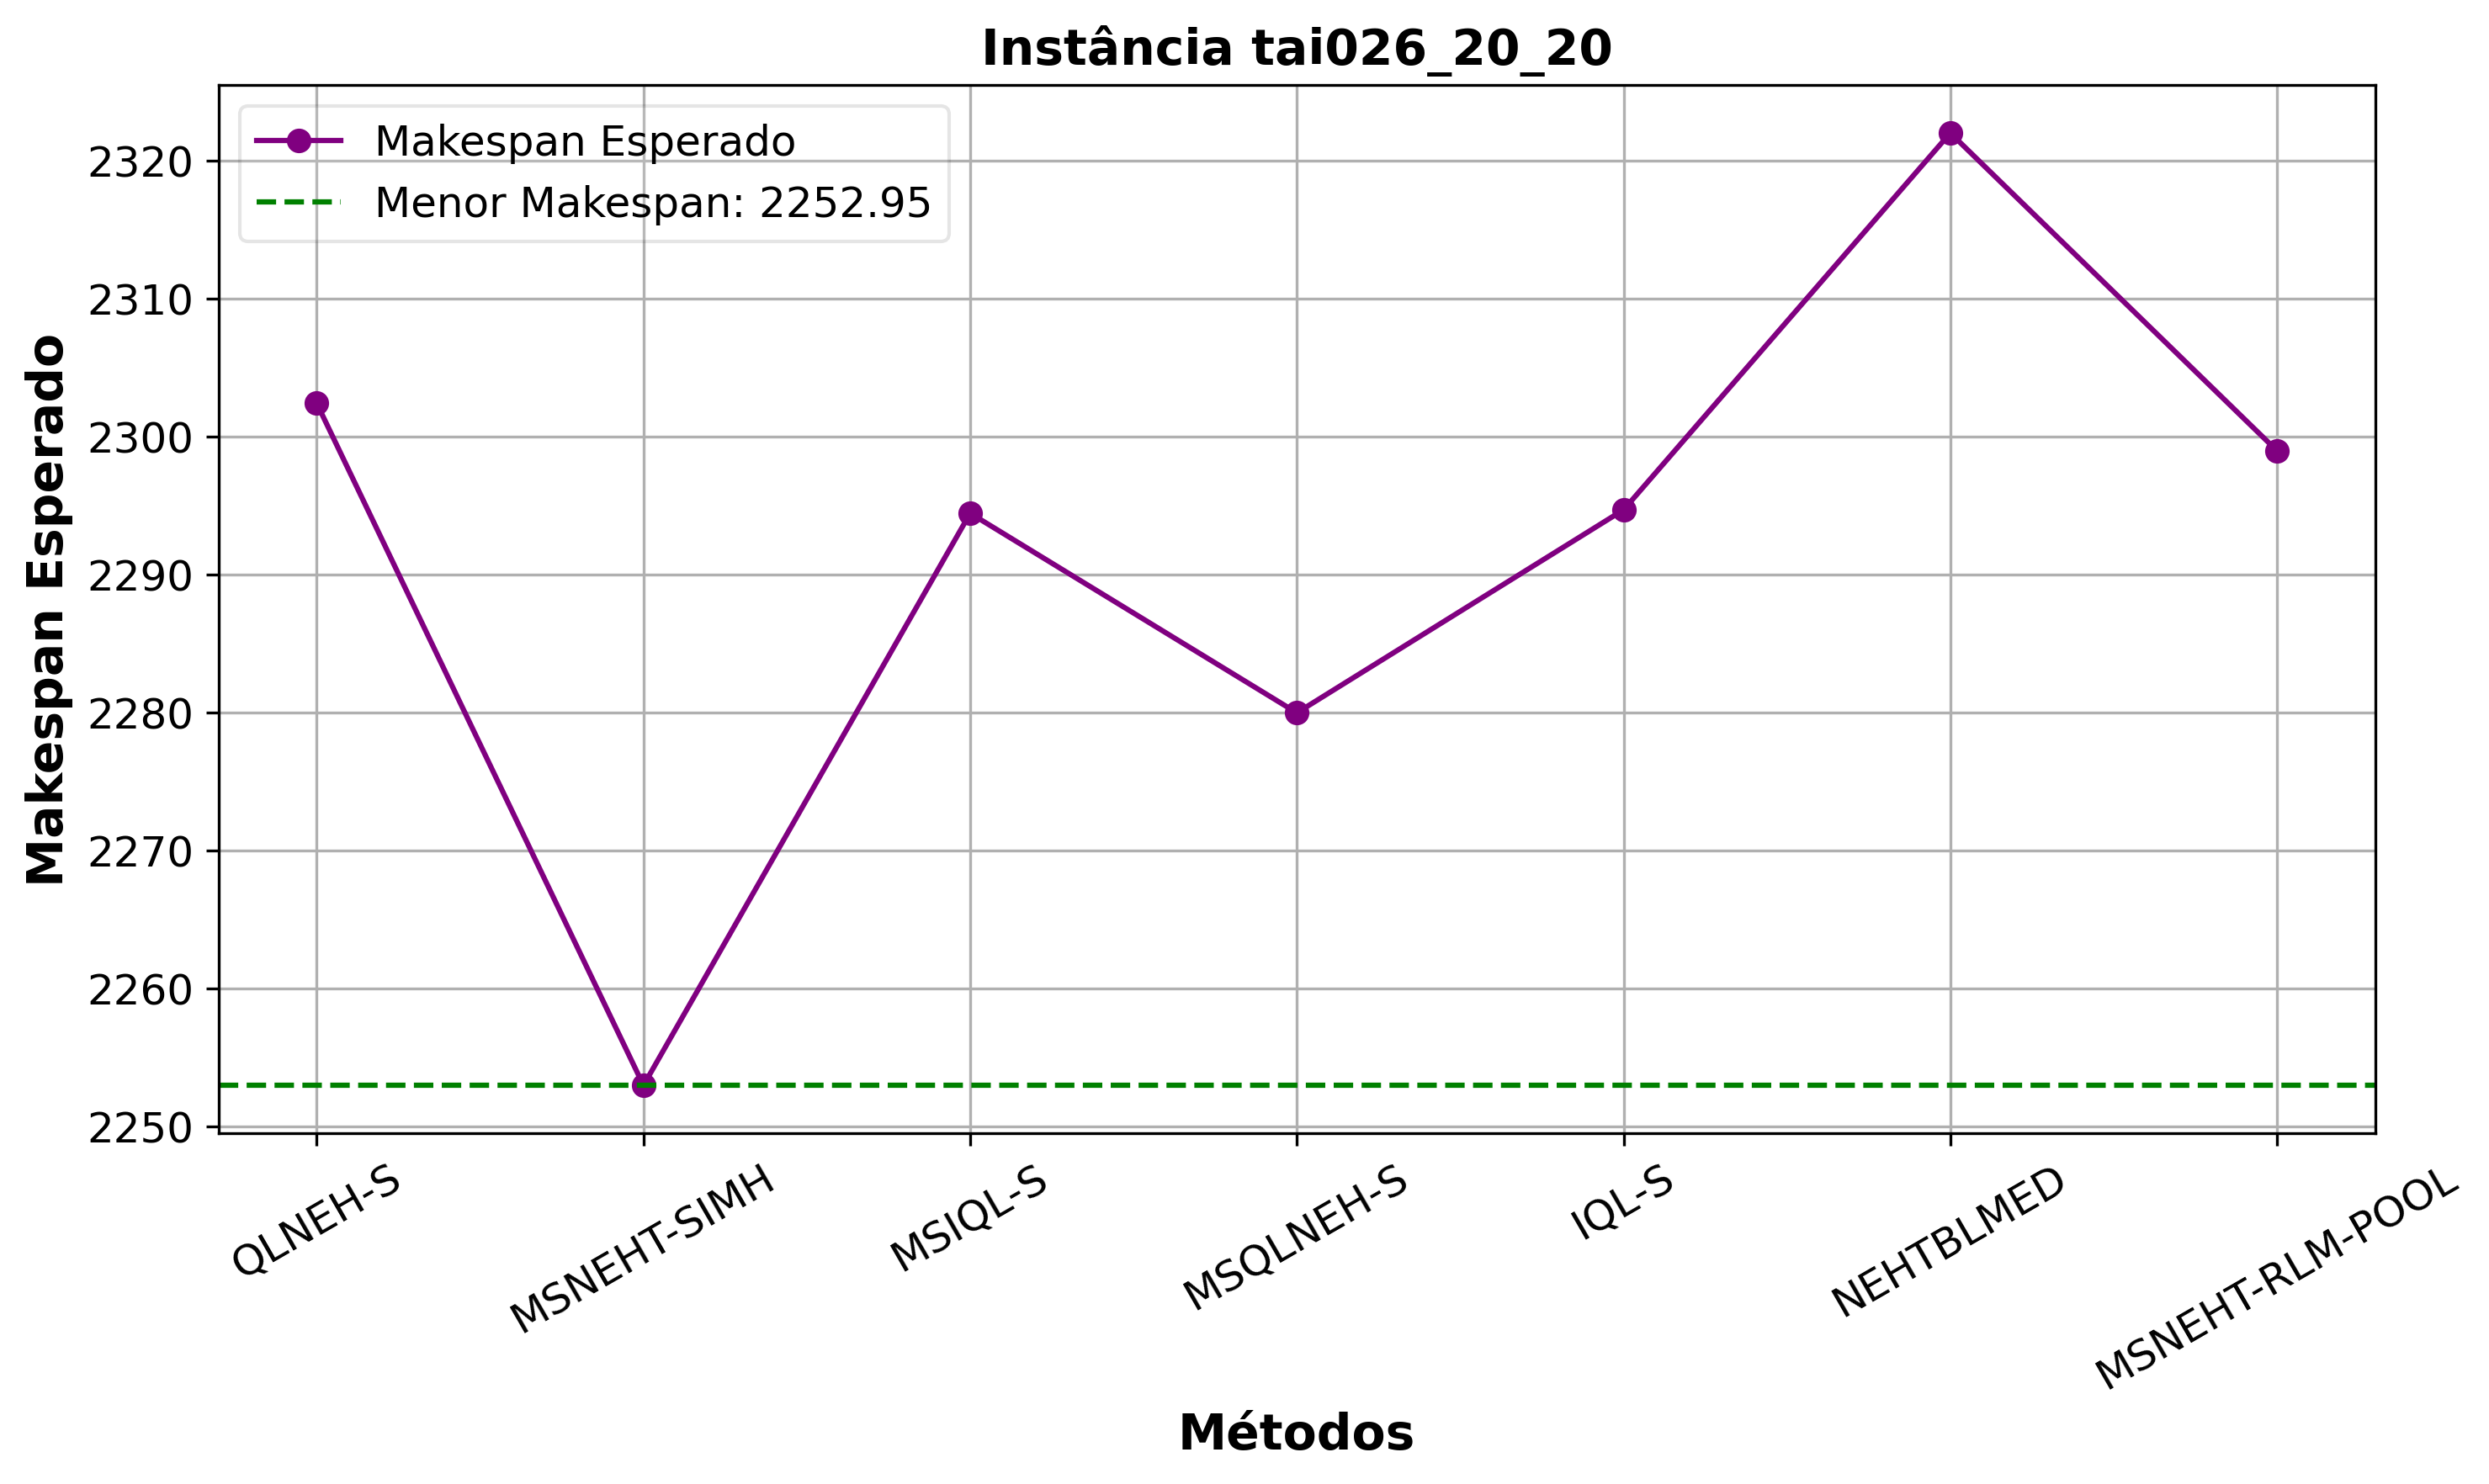 Instância tai026_20_20
Makespan Esperado
Menor Makespan: 2252.95
Makespan Esperado
2320
2310
2300
2290
2280
2270
2260
2250
QLNEH-S
MSNEHT-SIMH
MSIQL-S
MSQLNEH-S
IQL-S
NEHTBLMED
MSNEHT-RLM-POOL
Métodos